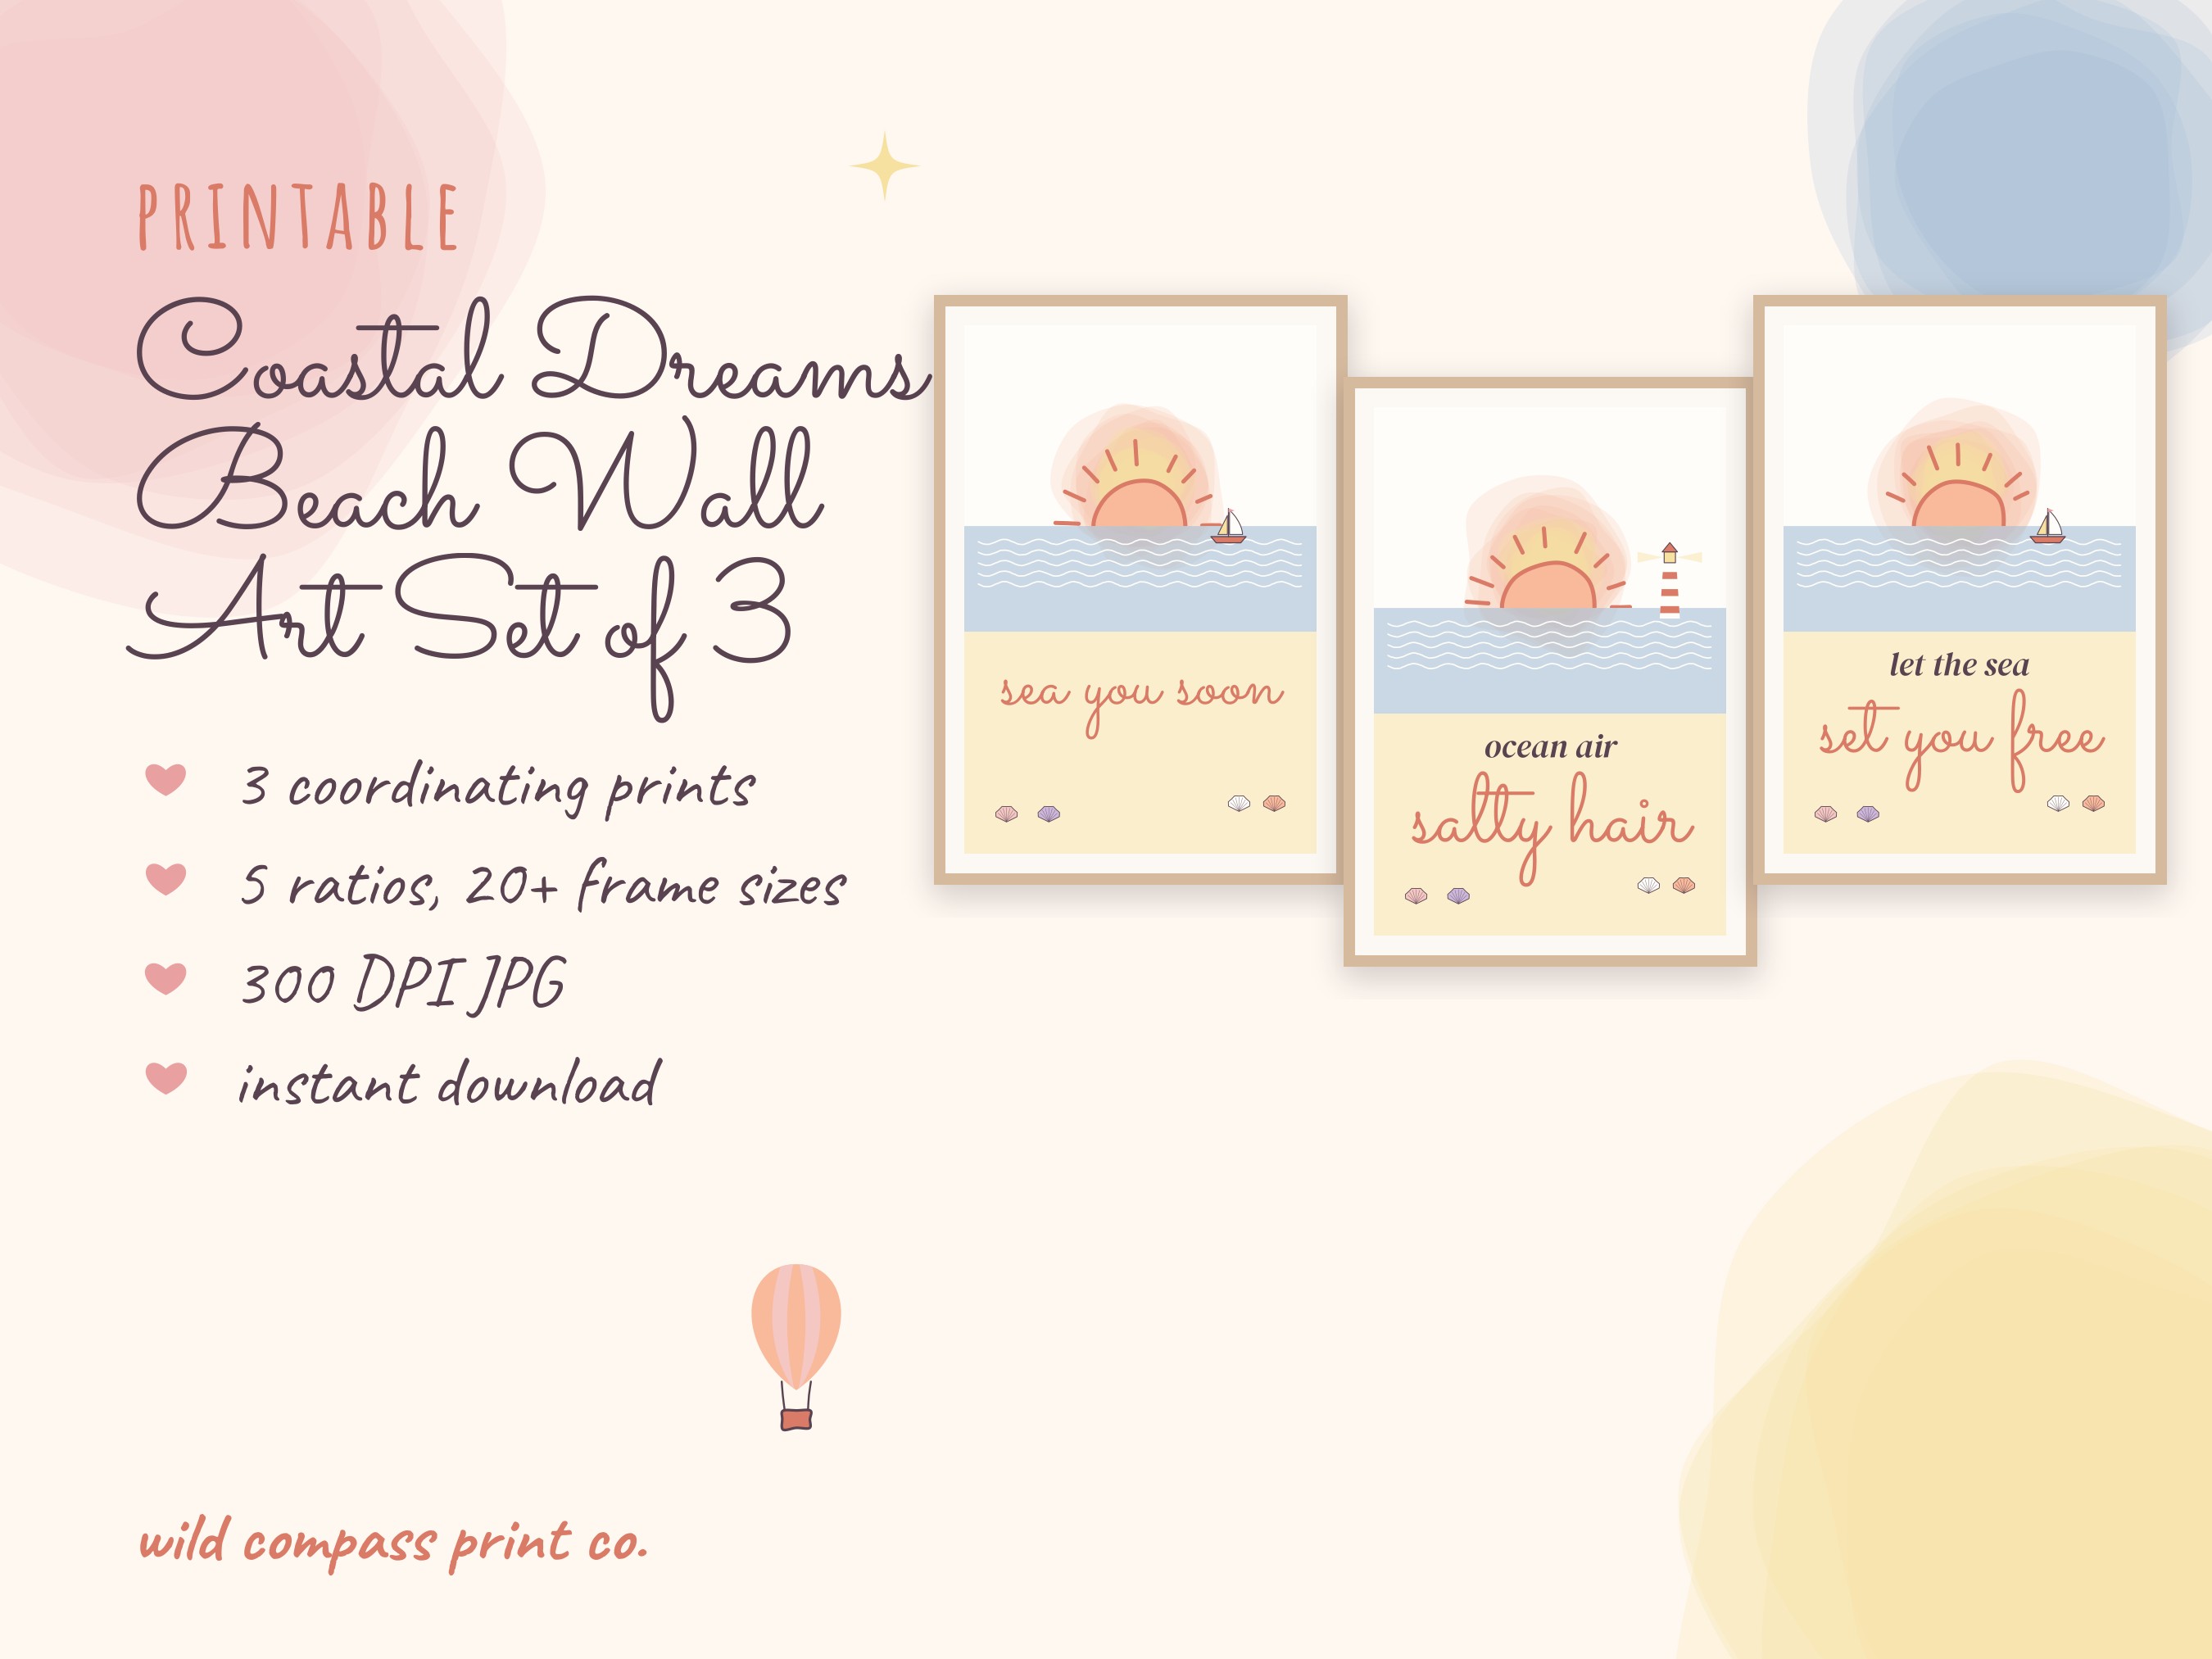 PRINTABLE
Coastal Dreams
Beach Wall
Art Set of 3
3 coordinating prints
5 ratios, 20+ frame sizes
300 DPI JPG
instant download
wild compass print co.
sea you soon
ocean air
salty hair
let the sea
set you free